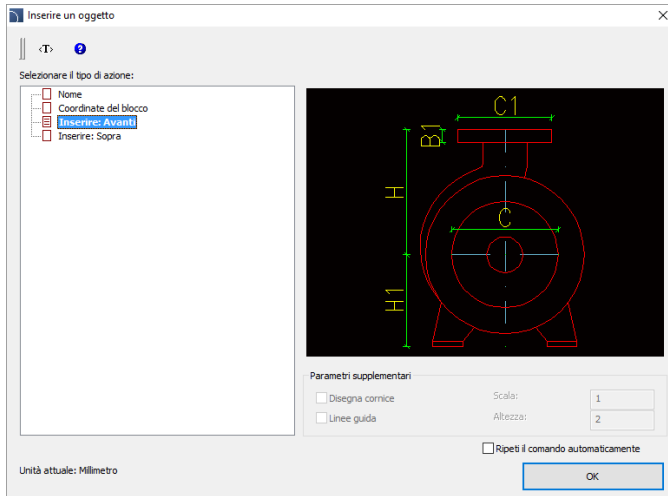 Inserire un oggetto
<T>
Selezionare il tipo di azione:
Nome
Coordinate del blocco
Inserire: Avanti
Inserire: Sopra
C1
B1
H
C
H1
Parametri supplementari
Disegna cornice
Scala:
1
Linee guida
Altezza:
2
Ripeti il comando automaticamente
Unità attuale: Millimetro
OK